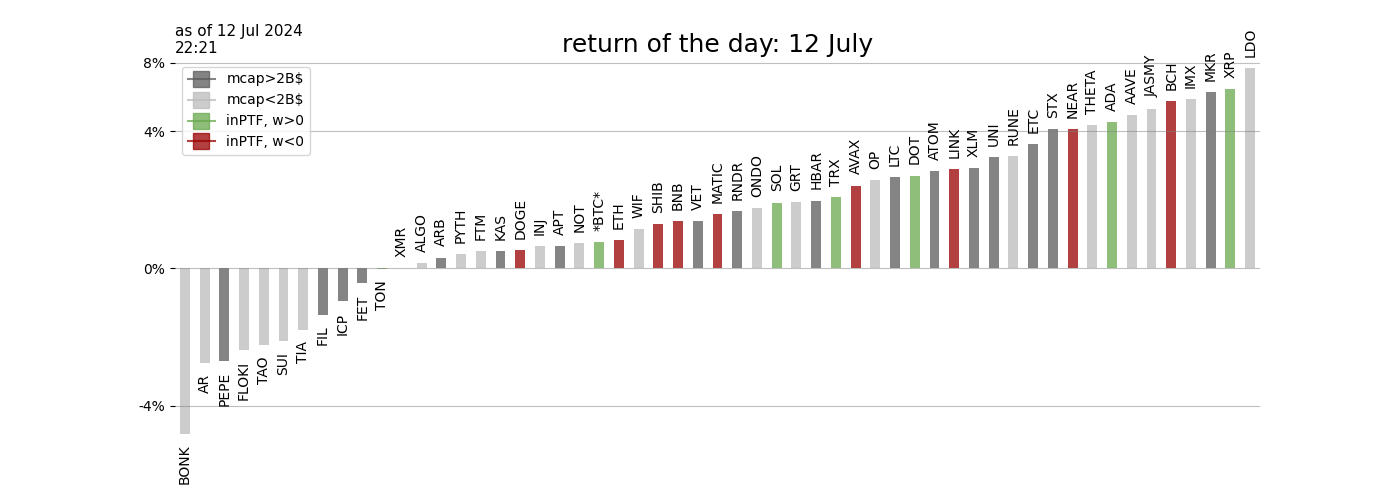 as of 12 Jul 2024
22:21
return of the day: 12 July
8%
4%
0%
-4%
mcap>2B$
mcap<2B$
inPTF, w>0
inPTF, w<0
BONK
AR
PEPE
FLOKI
TAO
SUI
TIA
FIL
ICP
FET
TON
XMR
ALGO
ARB
PYTH
FTM
KAS
DOGE
INJ
APT
NOT
*BTC*
ETH
WIF
SHIB
BNB
VET
MATIC
RNDR
ONDO
SOL
GRT
HBAR
TRX
AVAX
OP
LTC
DOT
ATOM
LINK
XLM
UNI
RUNE
ETC
STX
NEAR
THETA
ADA
AAVE
JASMY
BCH
IMX
MKR
XRP
LDO